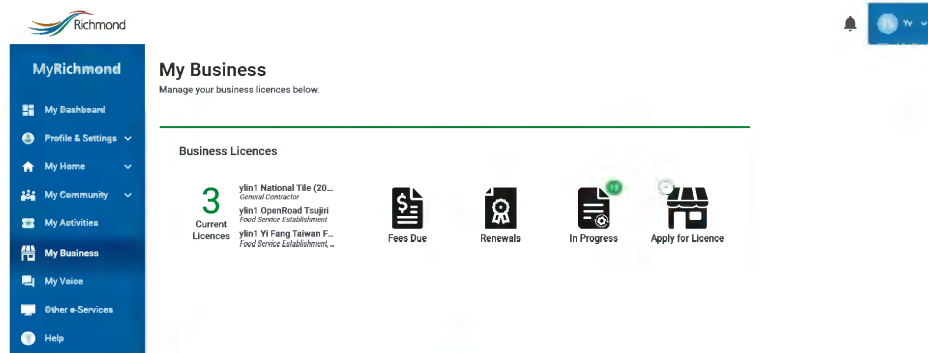 Richmond
Yv
MyRichmond
My Business
Manage your business licences below.
My Dashboard
Profile & Settings
My Home
My Community
My Activities
My Business
My Voice
Other e-Services
Help
Business Licences
3
Current
Licences
ylin1 National Tile (20...
General Contractor
ylin1 OpenRoad Tsujiri
Food Service Establishment
ylin1 Yi Fang Taiwan F...
Food Service Establishment, ...
Fees Due
Renewals
In Progress
Apply for Licence